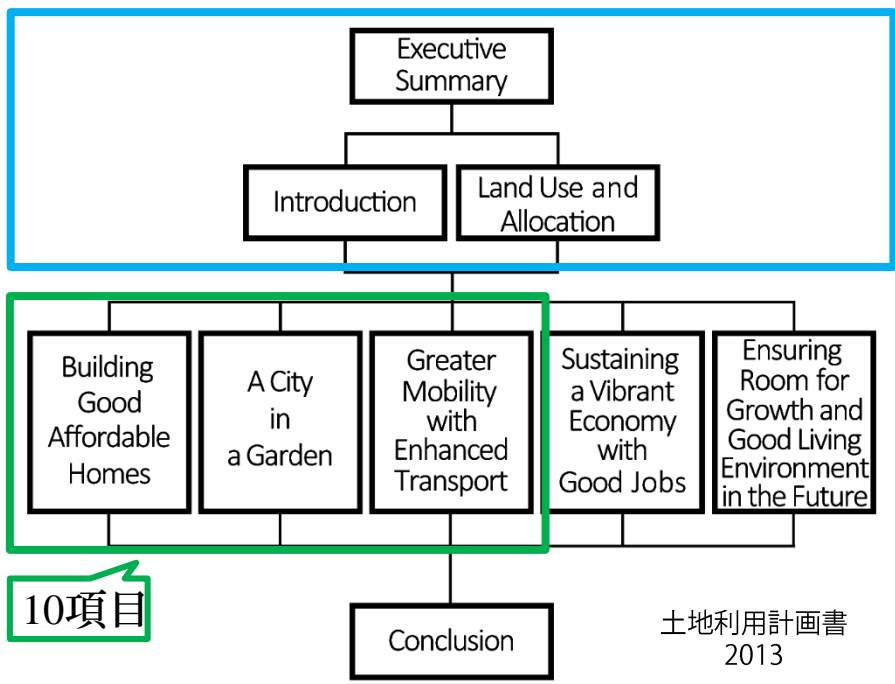 Executive
Summary
Introduction
Land Use and
Allocation
Building
Good
Affordable
Homes
A City
in
a Garden
Greater
Mobility
with
Enhanced
Transport
Sustaining
a Vibrant
Economy
with
Good Jobs
Ensuring
Room for
Growth and
Good Living
Environment
in the Future
10項目
Conclusion
土地利用計画書
2013